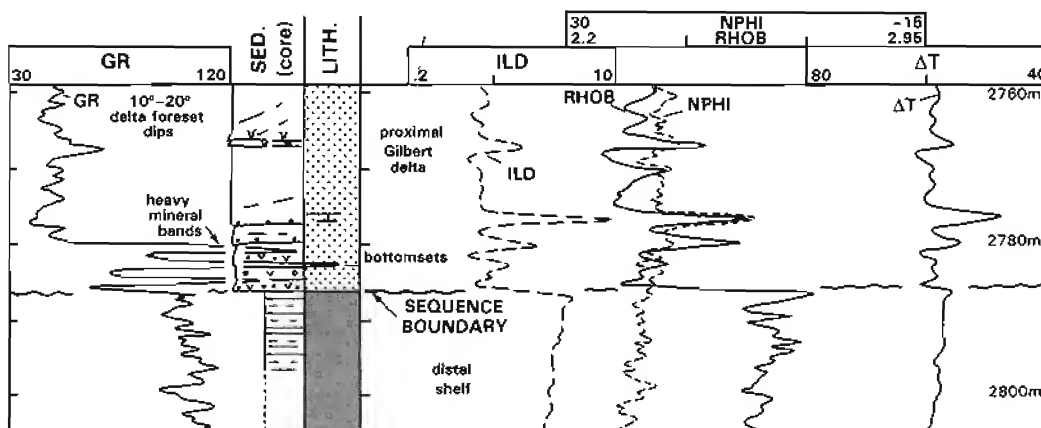 30 NPHI -15
2.2 RHOB 2.95
GR SED. (core) LITH. ILD ΔT
30 120 .2 10 80 40
GR 10°–20° delta foreset dips
RHOB NPHI ΔT 2760m
proximal Gilbert delta
ILD
heavy mineral bands
bottomsets 2780m
SEQUENCE BOUNDARY
distal shelf
2800m